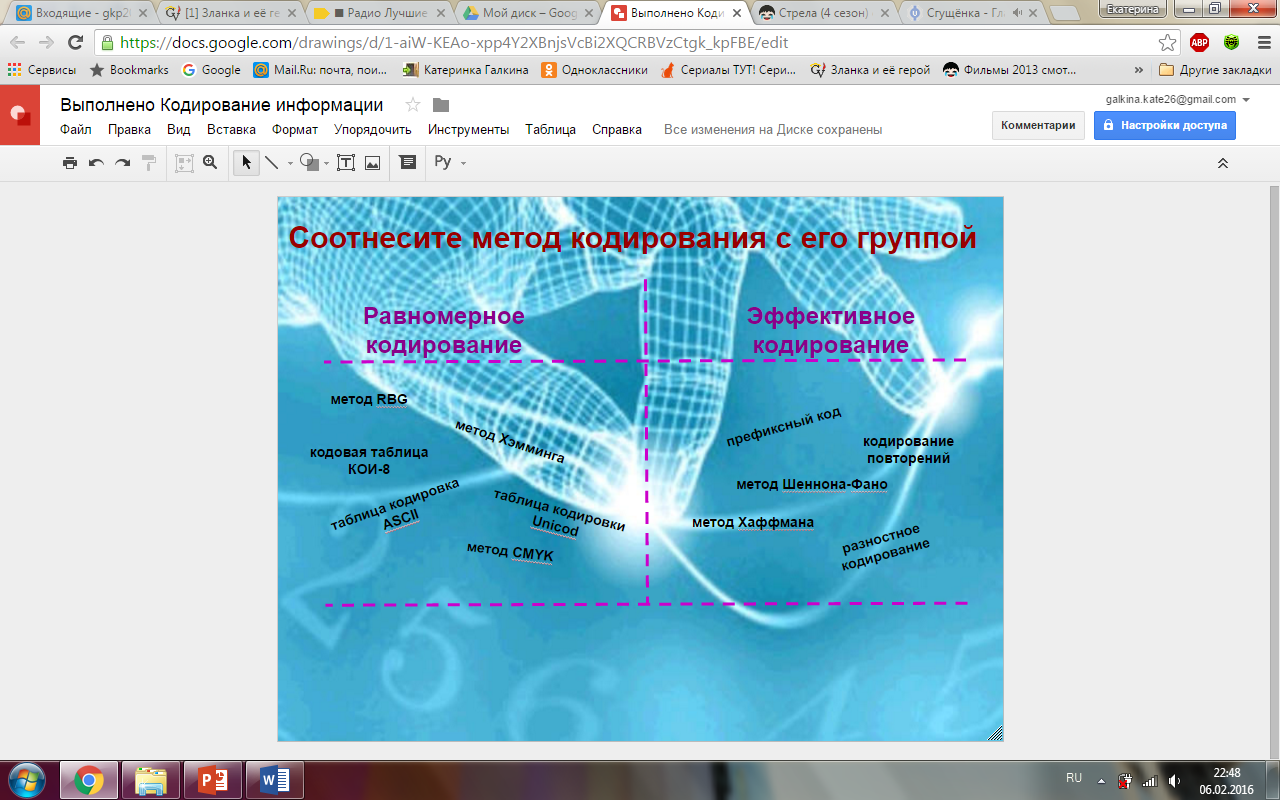 Входящие - gkp2
[1] Зланка и её ге
Радио Лучшие
Мой диск – Goog
Выполнено Коди
Стрела (4 сезон)
Сгущёнка - Гл
Екатерина
https://docs.google.com/drawings/d/1-aiW-KEAo-xpp4Y2XBnjsVcBi2XQCRBVzCtgk_kpFBE/edit
ABP
Сервисы
Bookmarks
Google
Mail.Ru: почта, пои...
Катеринка Галкина
Одноклассники
Сериалы ТУТ! Сери...
Зланка и её герой
Фильмы 2013 смот...
»
Другие закладки
Выполнено Кодирование информации
galkina.kate26@gmail.com
Файл Правка Вид Вставка Формат Упорядочить Инструменты Таблица Справка Все изменения на Диске сохранены
Комментарии
Настройки доступа
Ру
Соотнесите метод кодирования с его группой
Равномерное
кодирование
Эффективное
кодирование
метод RBG
метод Хэмминга
кодовая таблица
КОИ-8
таблица кодировка
ASCII
таблица кодировки
Unicod
метод CMYK
префиксный код
кодирование
повторений
метод Шеннона-Фано
метод Хаффмана
разностное
кодирование
RU
22:48
06.02.2016